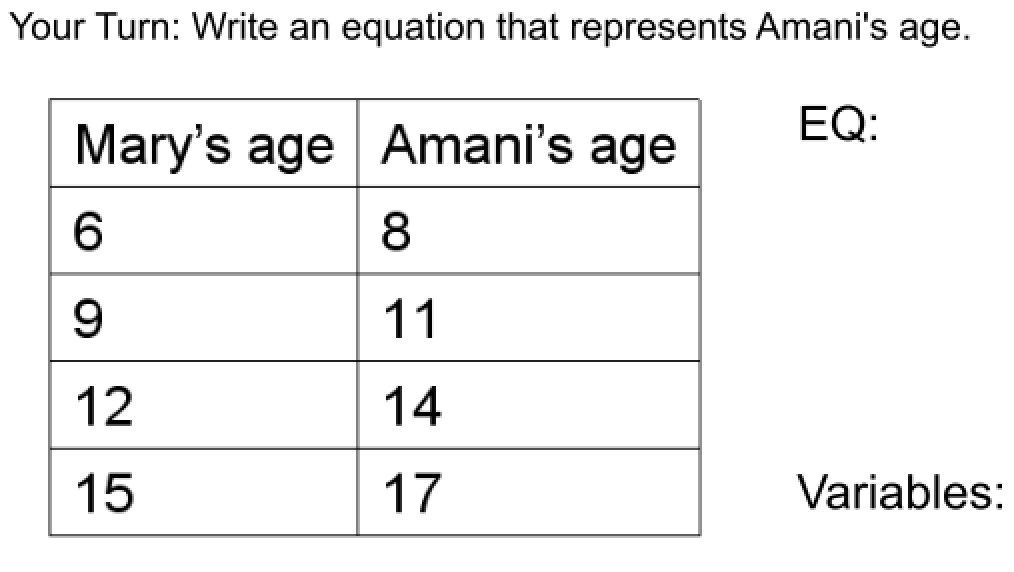 Your Turn: Write an equation that represents Amani's age.
Mary’s age Amani’s age
6 8
9 11
12 14
15 17
EQ:
Variables: